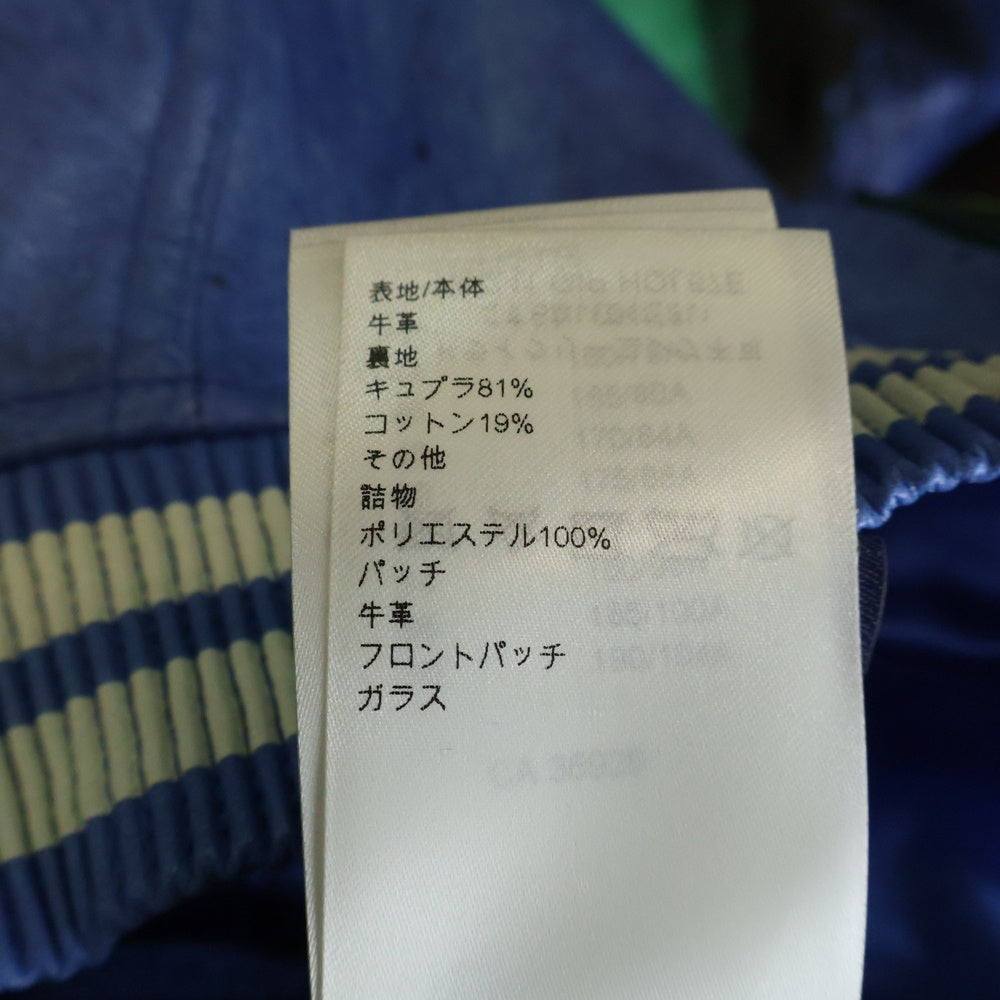 表地/本体
牛革
裏地
キュプラ81%
コットン19%
その他
詰物
ポリエステル100%
パッチ
牛革
フロントパッチ
ガラス
170/84A